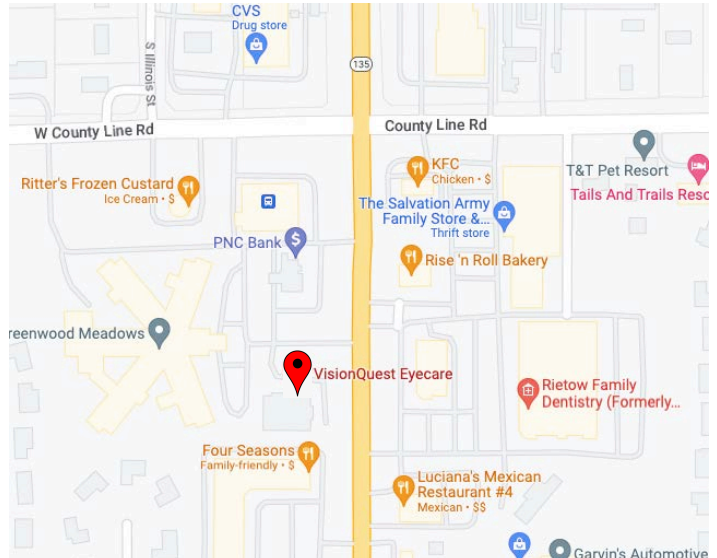 CVS
Drug store
S Illinois St
135
W County Line Rd
County Line Rd
KFC
Chicken • $
T&T Pet Resort
Ritter's Frozen Custard
Ice Cream • $
Tails And Trails Reso
The Salvation Army
Family Store &...
Thrift store
PNC Bank
$
Rise 'n Roll Bakery
reenwood Meadows
VisionQuest Eyecare
Rietow Family
Dentistry (Formerly...
Four Seasons
Family-friendly • $
Luciana's Mexican
Restaurant #4
Mexican • $$
Garvin's Automotive